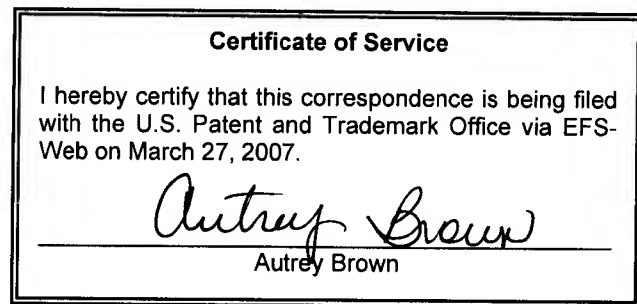 Certificate of Service
I hereby certify that this correspondence is being filed
with the U.S. Patent and Trademark Office via EFS-
Web on March 27, 2007.
Autrey Brown
Autrey Brown